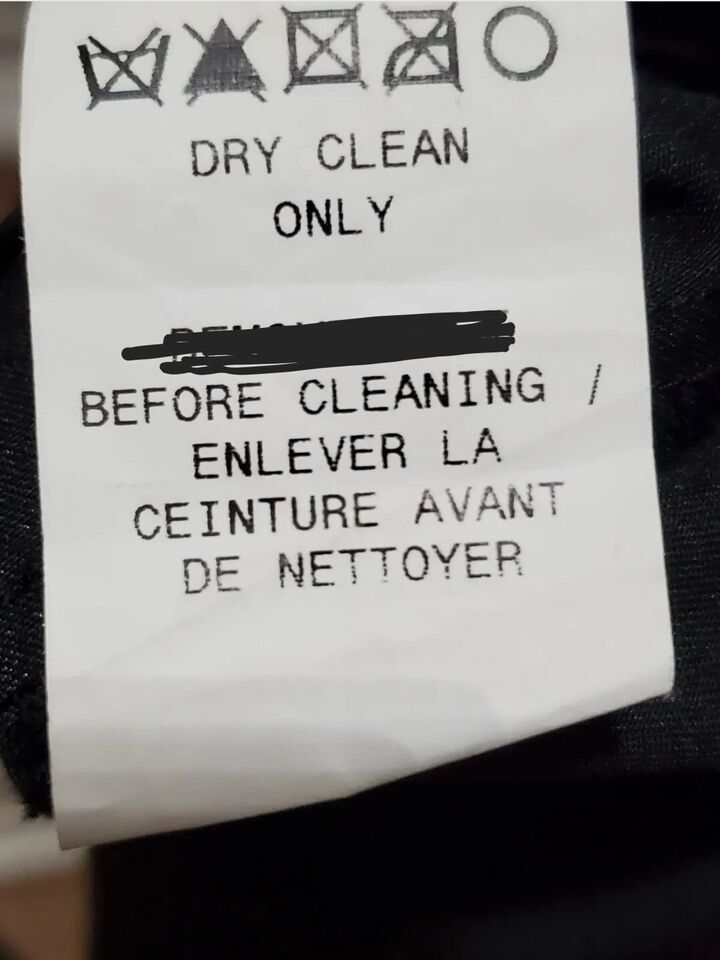 DRY CLEAN
ONLY
BEFORE CLEANING /
ENLEVER LA
CEINTURE AVANT
DE NETTOYER